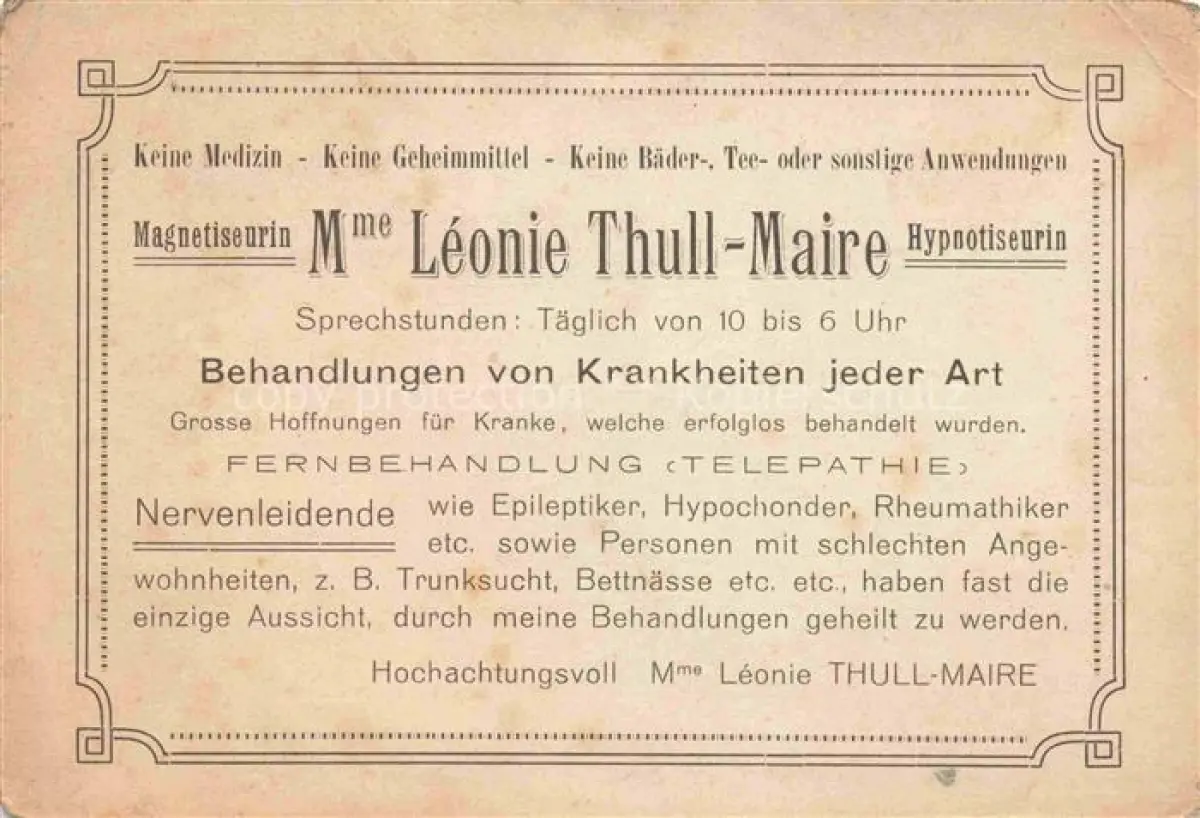 Keine Medizin - Keine Geheimmittel - Keine Bäder-, Tee- oder sonstige Anwendungen
Magnetiseurin Mme Léonie Thull-Maire Hypnotiseurin
Sprechstunden: Täglich von 10 bis 6 Uhr
Behandlungen von Krankheiten jeder Art
copy protection
Grosse Hoffnungen für Kranke, welche erfolglos behandelt wurden.
FERNBEHANDLUNG (TELEPATHIE)
Nervenleidende wie Epileptiker, Hypochonder, Rheumathiker
etc. sowie Personen mit schlechten Ange-
wohnheiten, z. B. Trunksucht, Bettnässe etc. etc., haben fast die
einzige Aussicht, durch meine Behandlungen geheilt zu werden.
Hochachtungsvoll Mme Léonie THULL-MAIRE